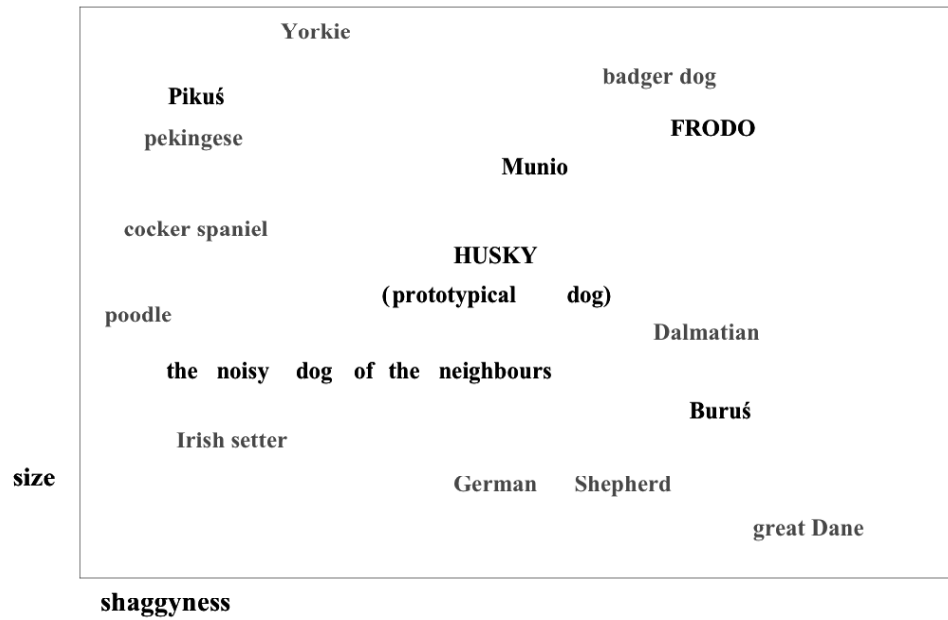 Yorkie
badger dog
Pikuś
FRODO
pekingese
Munio
cocker spaniel
HUSKY
(prototypical dog)
poodle
Dalmatian
the noisy dog of the neighbours
Buruś
Irish setter
size
German Shepherd
great Dane
shaggyness